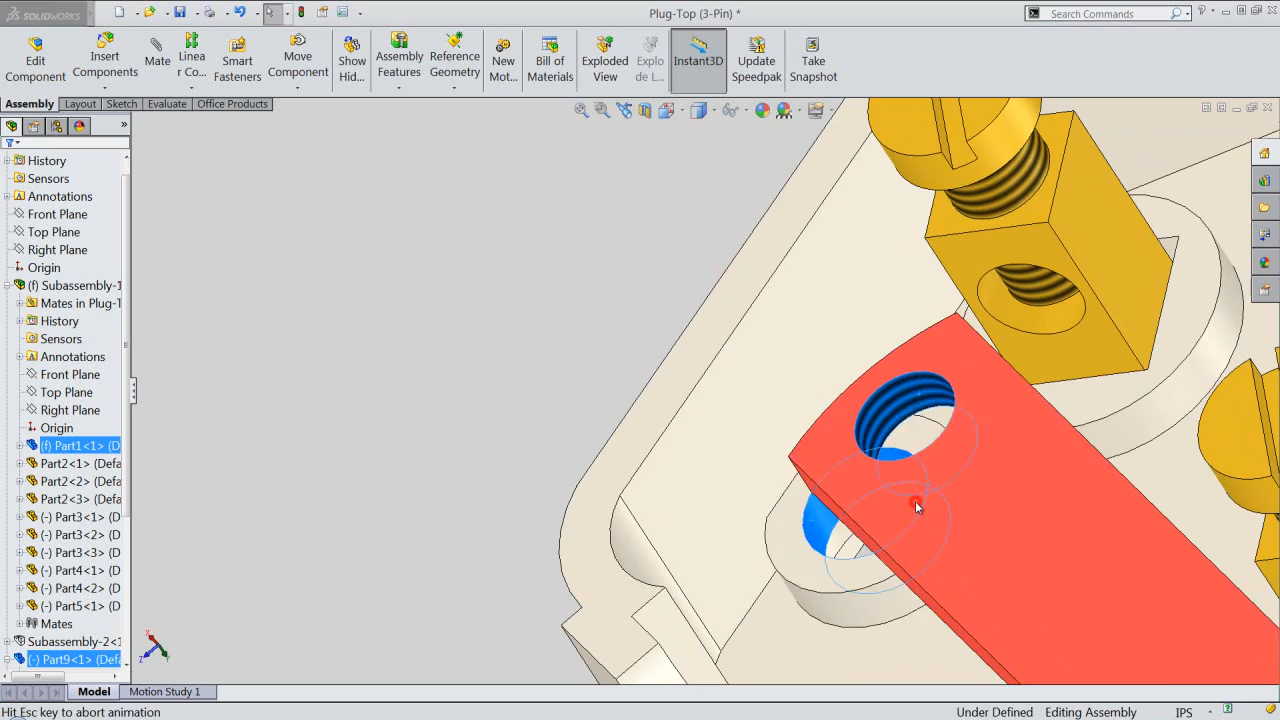 SOLIDWORKS
Plug-Top (3-Pin) *
Search Commands
Edit Component
Insert Components
Mate
Linea r Co...
Smart Fasteners
Move Component
Show Hid...
Assembly Features
Reference Geometry
New Mot...
Bill of Materials
Exploded View
Explo de L...
Instant3D
Update Speedpak
Take Snapshot
Assembly Layout Sketch Evaluate Office Products
History
Sensors
Annotations
Front Plane
Top Plane
Right Plane
Origin
(f) Subassembly-1
Mates in Plug-T
History
Sensors
Annotations
Front Plane
Top Plane
Right Plane
Origin
(f) Part1<1> (D
Part2<1> (Defa
Part2<2> (Defa
Part2<3> (Defa
(-) Part3<1> (D
(-) Part3<2> (D
(-) Part3<3> (D
(-) Part4<1> (D
(-) Part4<2> (D
(-) Part5<1> (D
Mates
Subassembly-2<1
(-) Part9<1> (Defa
Model Motion Study 1
Hit Esc key to abort animation
Under Defined Editing Assembly IPS